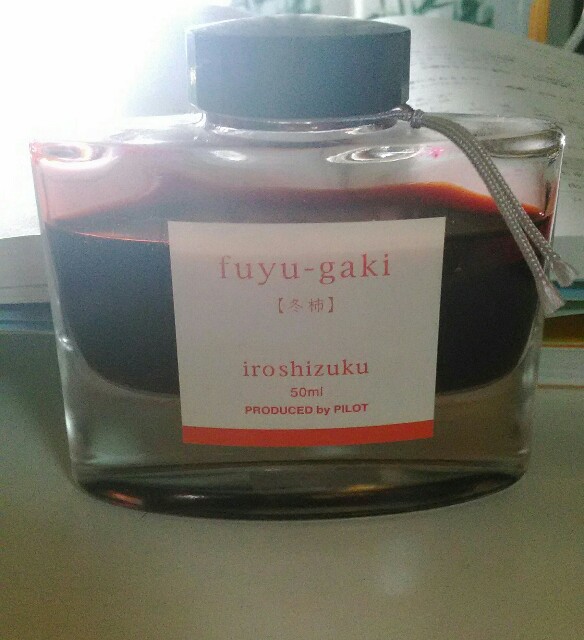 fuyu-gaki
【冬柿】
iroshizuku
50ml
PRODUCED by PILOT